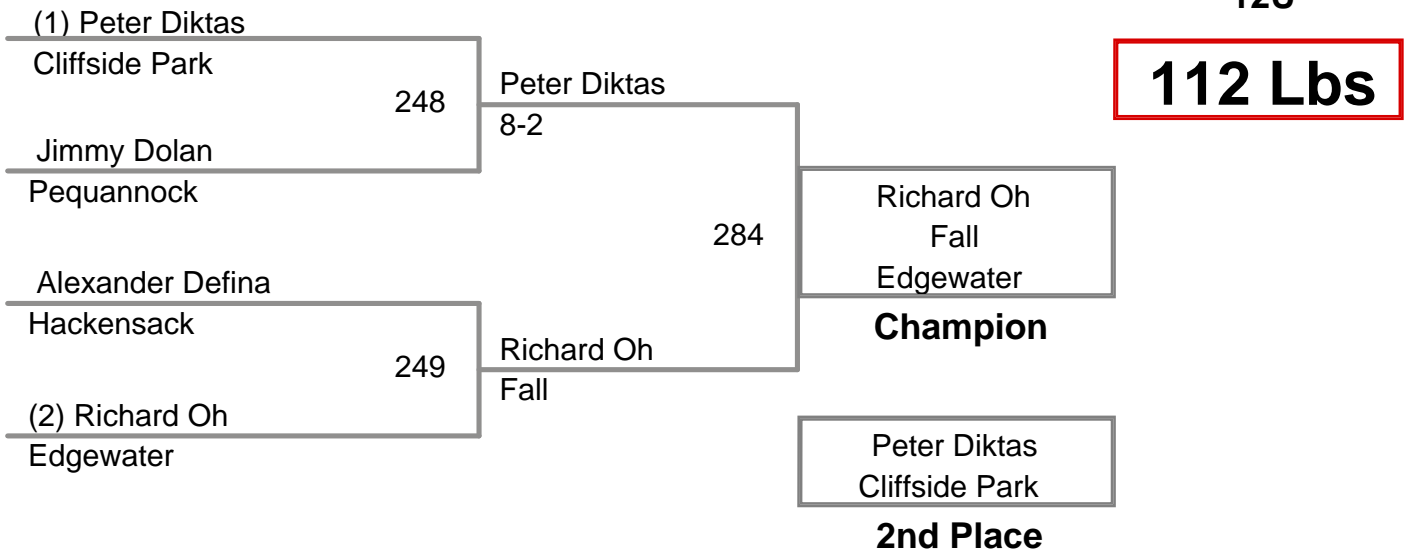 12U
112 Lbs
(1) Peter Diktas
Cliffside Park
248
Jimmy Dolan
Pequannock
Peter Diktas
8-2
Alexander Defina
Hackensack
249
(2) Richard Oh
Edgewater
Richard Oh
Fall
284
Richard Oh
Fall
Edgewater
Champion
Peter Diktas
Cliffside Park
2nd Place